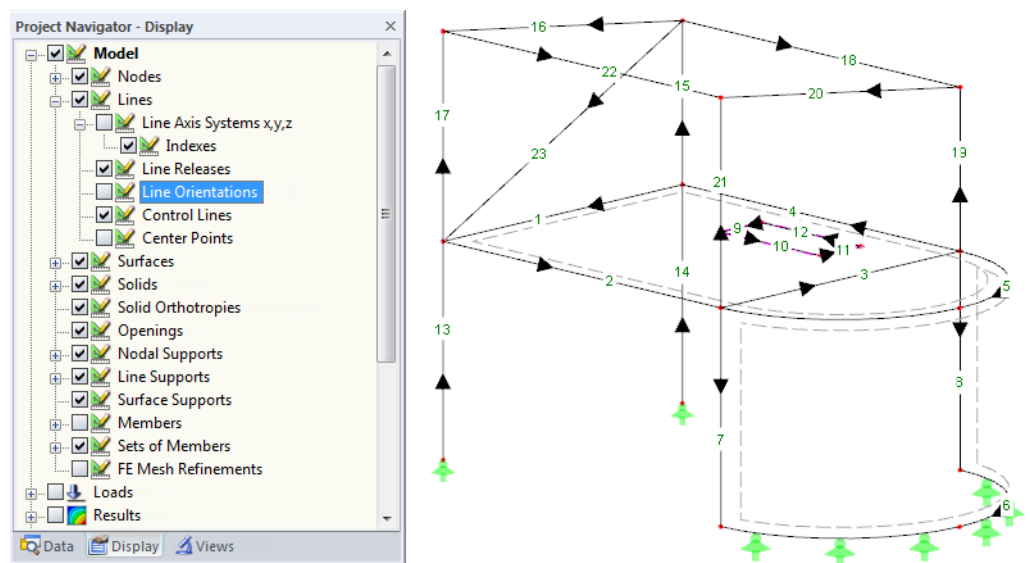 Project Navigator - Display
Model
Nodes
Lines
Line Axis Systems x,y,z
Indexes
Line Releases
Line Orientations
Control Lines
Center Points
Surfaces
Solids
Solid Orthotropies
Openings
Nodal Supports
Line Supports
Surface Supports
Members
Sets of Members
FE Mesh Refinements
Loads
Results
Data Display Views
16
22
18
17
15
20
23
19
21
1
4
9
12
10
11
14
3
2
5
13
8
7
6